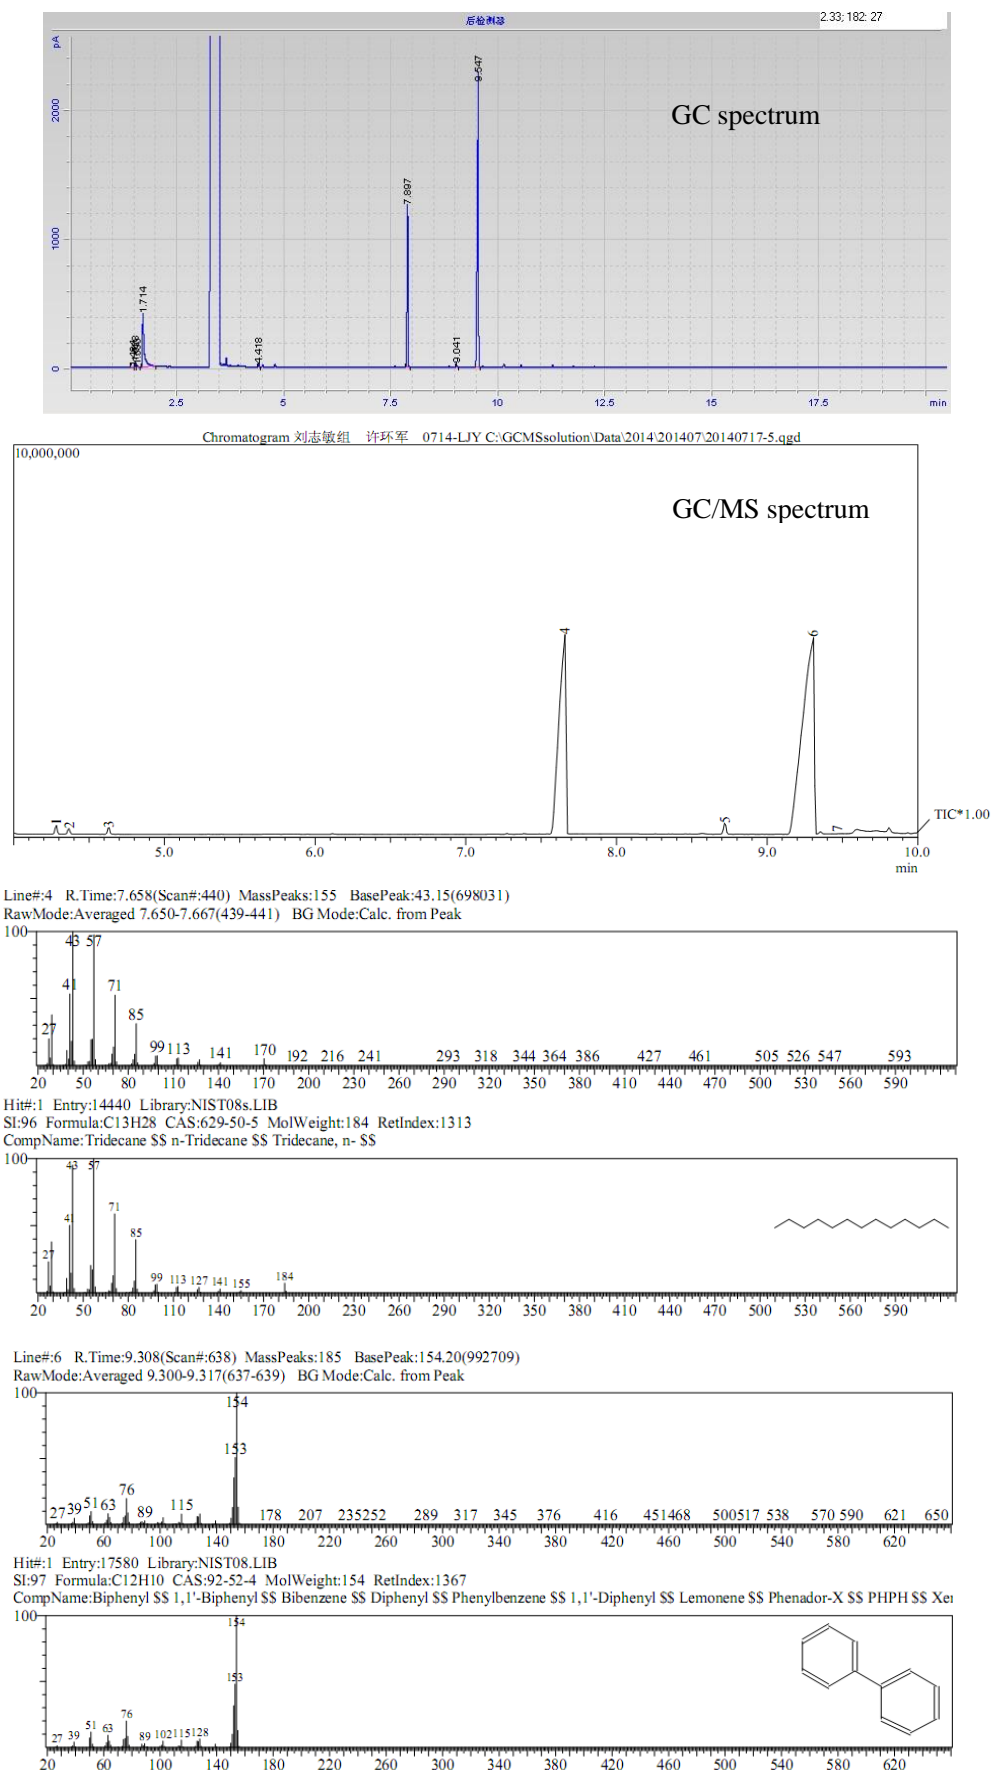 后检测器
2.33; 182: 27
pA
2000
1000
0
GC spectrum
1.714
4.418
7.897
9.041
9.547
2.5 5 7.5 10 12.5 15 17.5 min
Chromatogram 刘志敏组 许环军 0714-LJY C:\GCMSsolution\Data\2014\201407\20140717-5.qgd
10,000,000
GC/MS spectrum
1 2 3 4 5 6 7
TIC*1.00
5.0 6.0 7.0 8.0 9.0 10.0
min
Line#:4 R.Time:7.658(Scan#:440) MassPeaks:155 BasePeak:43.15(698031)
RawMode:Averaged 7.650-7.667(439-441) BG Mode:Calc. from Peak
100
27 41 43 57 71 85 99 113 141 170 192 216 241 293 318 344 364 386 427 461 505 526 547 593
20 50 80 110 140 170 200 230 260 290 320 350 380 410 440 470 500 530 560 590
Hit#:1 Entry:14440 Library:NIST08s.LIB
SI:96 Formula:C13H28 CAS:629-50-5 MolWeight:184 RetIndex:1313
CompName:Tridecane $$ n-Tridecane $$ Tridecane, n- $$
100
27 41 43 57 71 85 99 113 127 141 155 184
20 50 80 110 140 170 200 230 260 290 320 350 380 410 440 470 500 530 560 590
Line#:6 R.Time:9.308(Scan#:638) MassPeaks:185 BasePeak:154.20(992709)
RawMode:Averaged 9.300-9.317(637-639) BG Mode:Calc. from Peak
100
27 39 51 63 76 89 115 153 154 178 207 235 252 289 317 345 376 416 451 468 500 517 538 570 590 621 650
20 60 100 140 180 220 260 300 340 380 420 460 500 540 580 620
Hit#:1 Entry:17580 Library:NIST08.LIB
SI:97 Formula:C12H10 CAS:92-52-4 MolWeight:154 RetIndex:1367
CompName:Biphenyl $$ 1,1'-Biphenyl $$ Bibenzene $$ Diphenyl $$ Phenylbenzene $$ 1,1'-Diphenyl $$ Lemonene $$ Phenador-X $$ PHPH $$ Xe
100
27 39 51 63 76 89 102 115 128 153 154
20 60 100 140 180 220 260 300 340 380 420 460 500 540 580 620